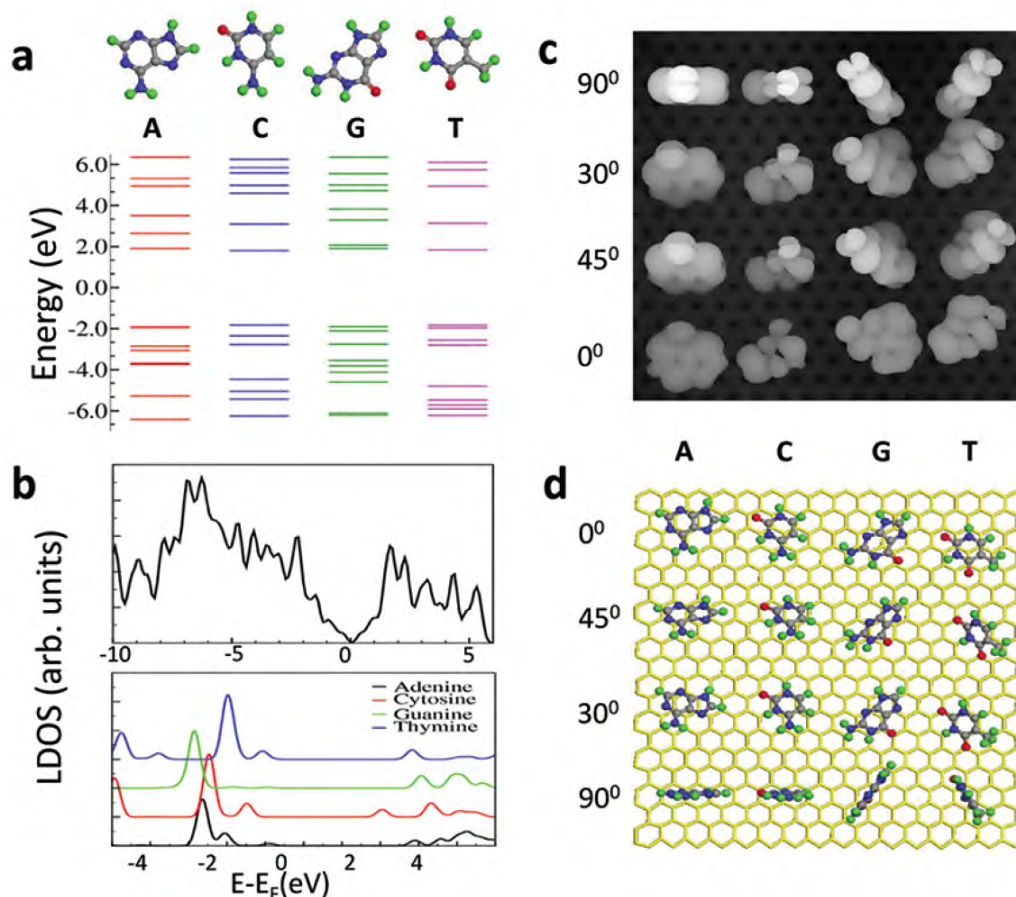 a
A C G T
Energy (eV)
6.0
4.0
2.0
0.0
-2.0
-4.0
-6.0
b
LDOS (arb. units)
-10 -5 0 5
Adenine
Cytosine
Guanine
Thymine
-4 -2 0 2 4
E-E_F(eV)
c
90⁰
30⁰
45⁰
0⁰
A C G T
d
0⁰
45⁰
30⁰
90⁰